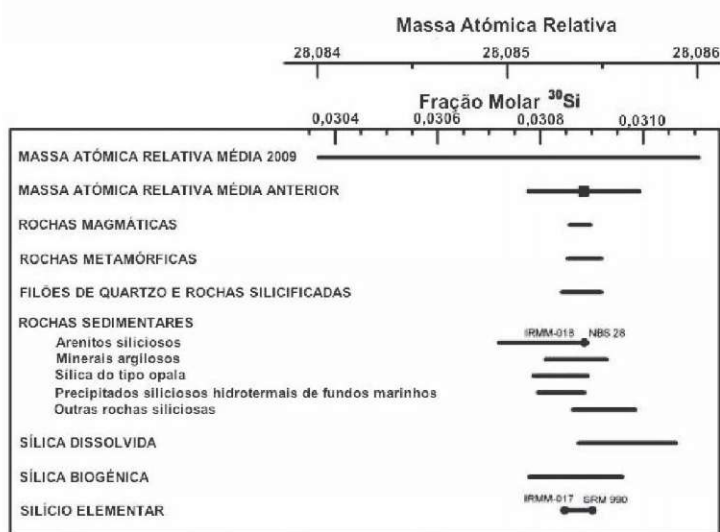 Massa Atómica Relativa
28,084 28,085 28,086
Fração Molar ³⁰Si
0,0304 0,0306 0,0308 0,0310
MASSA ATÓMICA RELATIVA MÉDIA 2009
MASSA ATÓMICA RELATIVA MÉDIA ANTERIOR
ROCHAS MAGMÁTICAS
ROCHAS METAMÓRFICAS
FILÕES DE QUARTZO E ROCHAS SILICIFICADAS
ROCHAS SEDIMENTARES
Arenitos siliciosos IRMM-018 NBS 28
Minerais argilosos
Sílica do tipo opala
Precipitados siliciosos hidrotermais de fundos marinhos
Outras rochas siliciosas
SÍLICA DISSOLVIDA
SÍLICA BIOGÉNICA
SILÍCIO ELEMENTAR IRMM-017 SRM 990